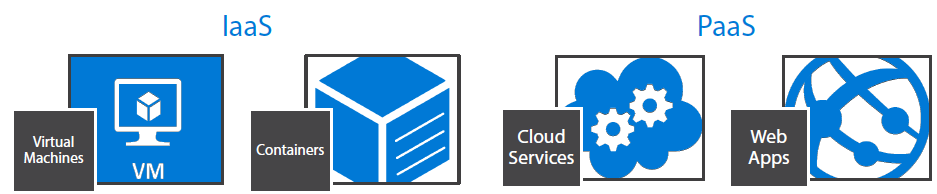 IaaS
PaaS
Virtual
Machines
VM
Containers
Cloud
Services
Web
Apps